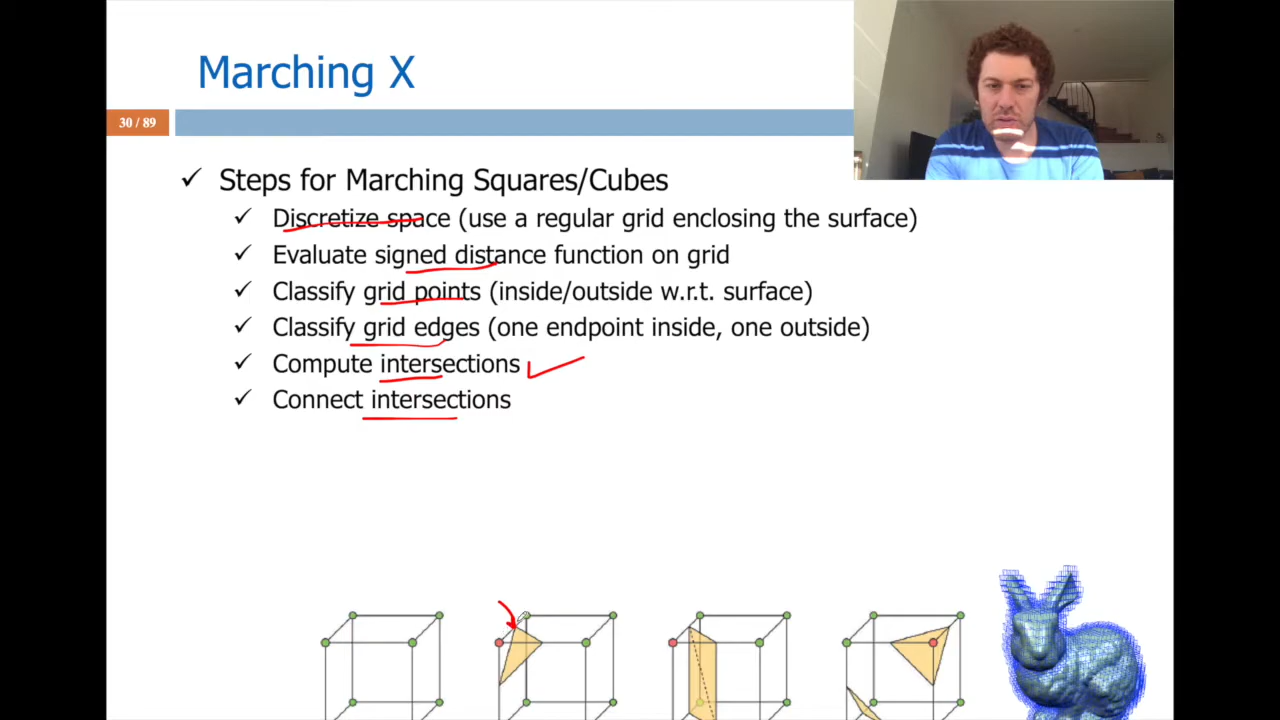 Marching X
30 / 89
✓ Steps for Marching Squares/Cubes
✓ Discretize space (use a regular grid enclosing the surface)
✓ Evaluate signed distance function on grid
✓ Classify grid points (inside/outside w.r.t. surface)
✓ Classify grid edges (one endpoint inside, one outside)
✓ Compute intersections
✓ Connect intersections